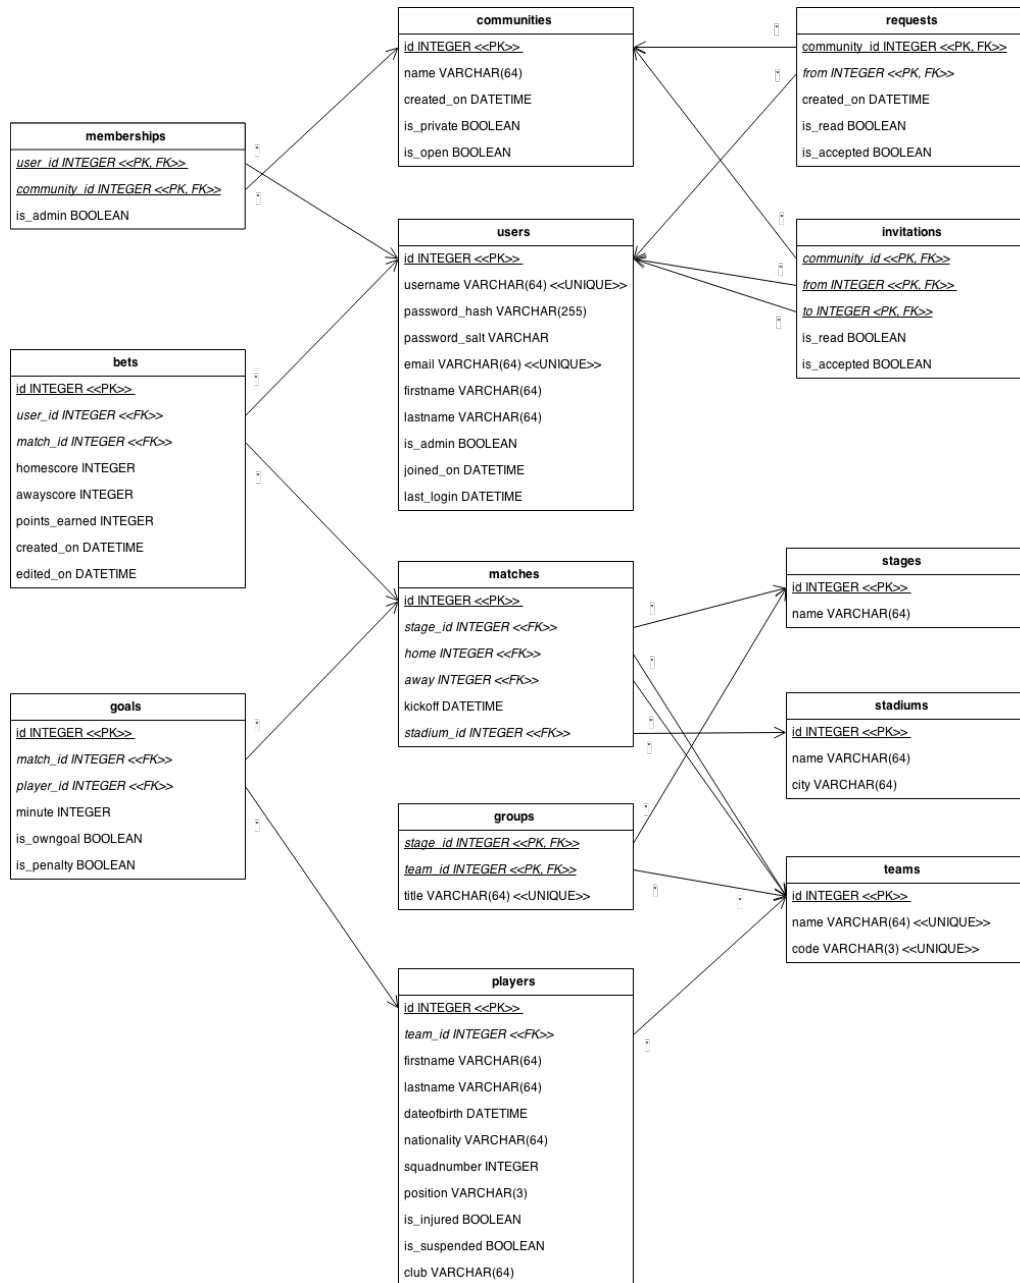 communities
id INTEGER <<PK>>
name VARCHAR(64)
created_on DATETIME
is_private BOOLEAN
is_open BOOLEAN
requests
community_id INTEGER <<PK, FK>>
from INTEGER <<PK, FK>>
created_on DATETIME
is_read BOOLEAN
is_accepted BOOLEAN
memberships
user_id INTEGER <<PK, FK>>
community_id INTEGER <<PK, FK>>
is_admin BOOLEAN
users
id INTEGER <<PK>>
username VARCHAR(64) <<UNIQUE>>
password_hash VARCHAR(255)
password_salt VARCHAR
email VARCHAR(64) <<UNIQUE>>
firstname VARCHAR(64)
lastname VARCHAR(64)
is_admin BOOLEAN
joined_on DATETIME
last_login DATETIME
invitations
community_id <<PK, FK>>
from INTEGER <<PK, FK>>
to INTEGER <PK, FK>>
is_read BOOLEAN
is_accepted BOOLEAN
bets
id INTEGER <<PK>>
user_id INTEGER <<FK>>
match_id INTEGER <<FK>>
homescore INTEGER
awayscore INTEGER
points_earned INTEGER
created_on DATETIME
edited_on DATETIME
matches
id INTEGER <<PK>>
stage_id INTEGER <<FK>>
home INTEGER <<FK>>
away INTEGER <<FK>>
kickoff DATETIME
stadium_id INTEGER <<FK>>
stages
id INTEGER <<PK>>
name VARCHAR(64)
goals
id INTEGER <<PK>>
match_id INTEGER <<FK>>
player_id INTEGER <<FK>>
minute INTEGER
is_owngoal BOOLEAN
is_penalty BOOLEAN
stadiums
id INTEGER <<PK>>
name VARCHAR(64)
city VARCHAR(64)
groups
stage_id INTEGER <<PK, FK>>
team_id INTEGER <<PK, FK>>
title VARCHAR(64) <<UNIQUE>>
teams
id INTEGER <<PK>>
name VARCHAR(64) <<UNIQUE>>
code VARCHAR(3) <<UNIQUE>>
players
id INTEGER <<PK>>
team_id INTEGER <<FK>>
firstname VARCHAR(64)
lastname VARCHAR(64)
dateofbirth DATETIME
nationality VARCHAR(64)
squadnumber INTEGER
position VARCHAR(3)
is_injured BOOLEAN
is_suspended BOOLEAN
club VARCHAR(64)